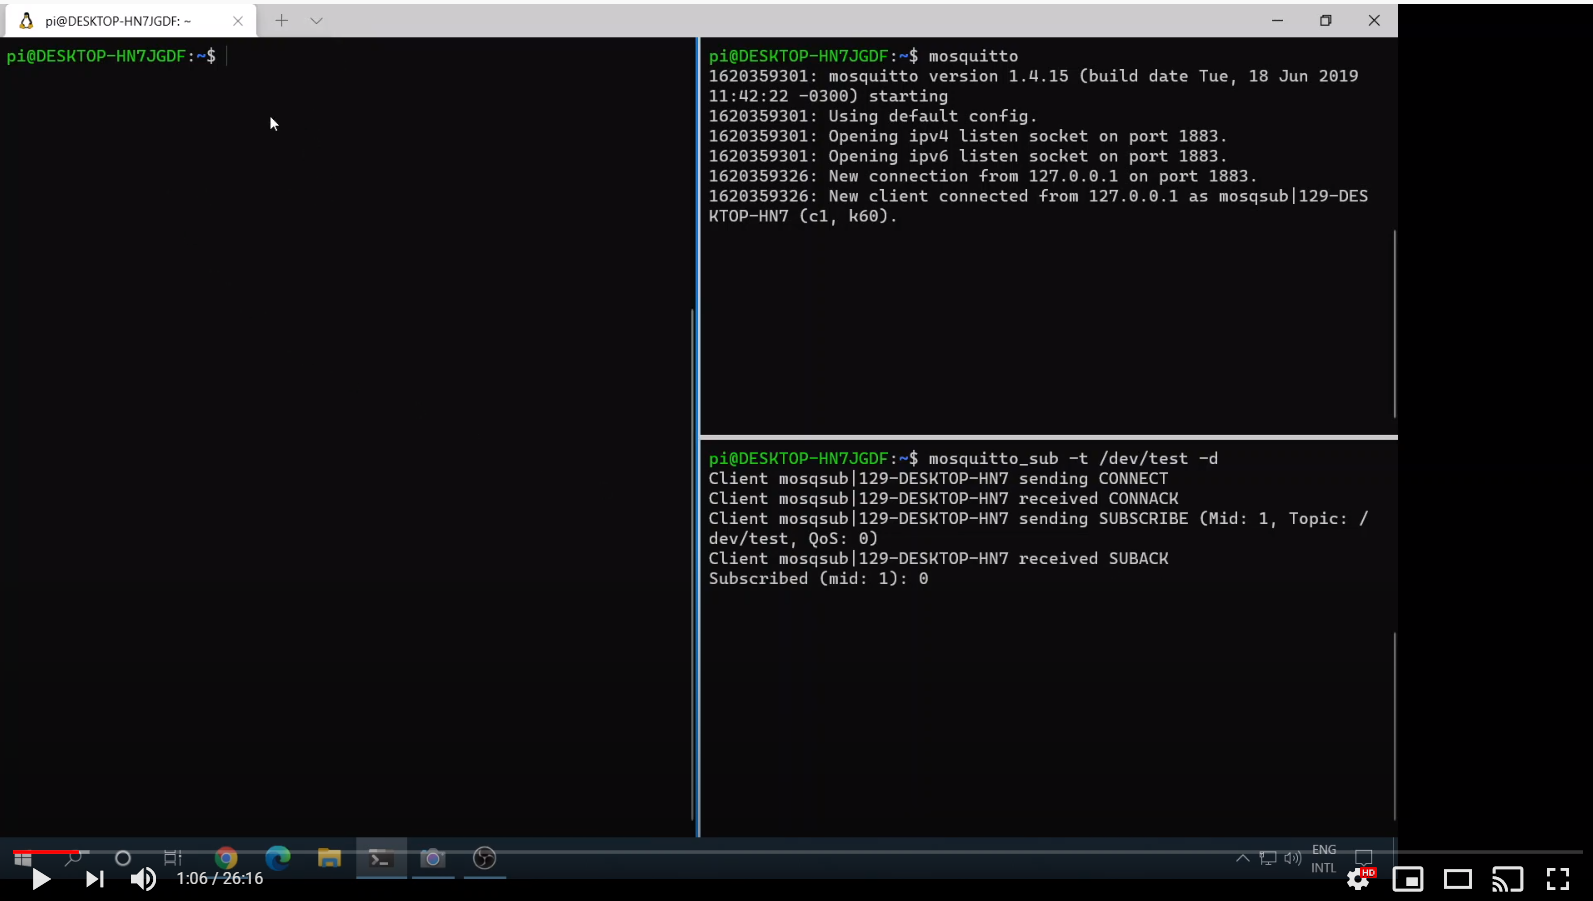 pi@DESKTOP-HN7JGDF: ~
pi@DESKTOP-HN7JGDF:~$
pi@DESKTOP-HN7JGDF:~$ mosquitto
1620359301: mosquitto version 1.4.15 (build date Tue, 18 Jun 2019
11:42:22 -0300) starting
1620359301: Using default config.
1620359301: Opening ipv4 listen socket on port 1883.
1620359301: Opening ipv6 listen socket on port 1883.
1620359326: New connection from 127.0.0.1 on port 1883.
1620359326: New client connected from 127.0.0.1 as mosqsub|129-DES
KTOP-HN7 (c1, k60).
pi@DESKTOP-HN7JGDF:~$ mosquitto_sub -t /dev/test -d
Client mosqsub|129-DESKTOP-HN7 sending CONNECT
Client mosqsub|129-DESKTOP-HN7 received CONNACK
Client mosqsub|129-DESKTOP-HN7 sending SUBSCRIBE (Mid: 1, Topic: /
dev/test, QoS: 0)
Client mosqsub|129-DESKTOP-HN7 received SUBACK
Subscribed (mid: 1): 0
ENG
INTL
1:06 / 26:16
HD